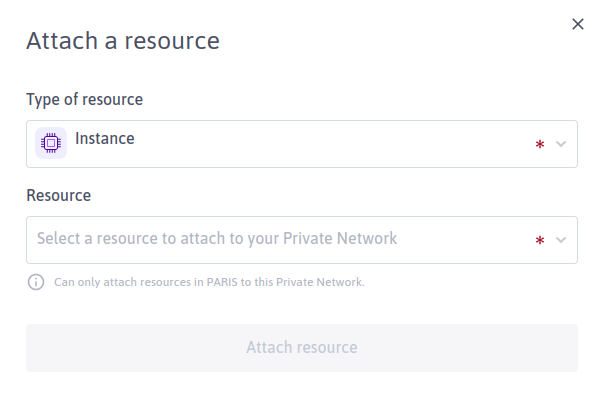 Attach a resource
Type of resource
Instance
*
Resource
Select a resource to attach to your Private Network
*
Can only attach resources in PARIS to this Private Network.
Attach resource